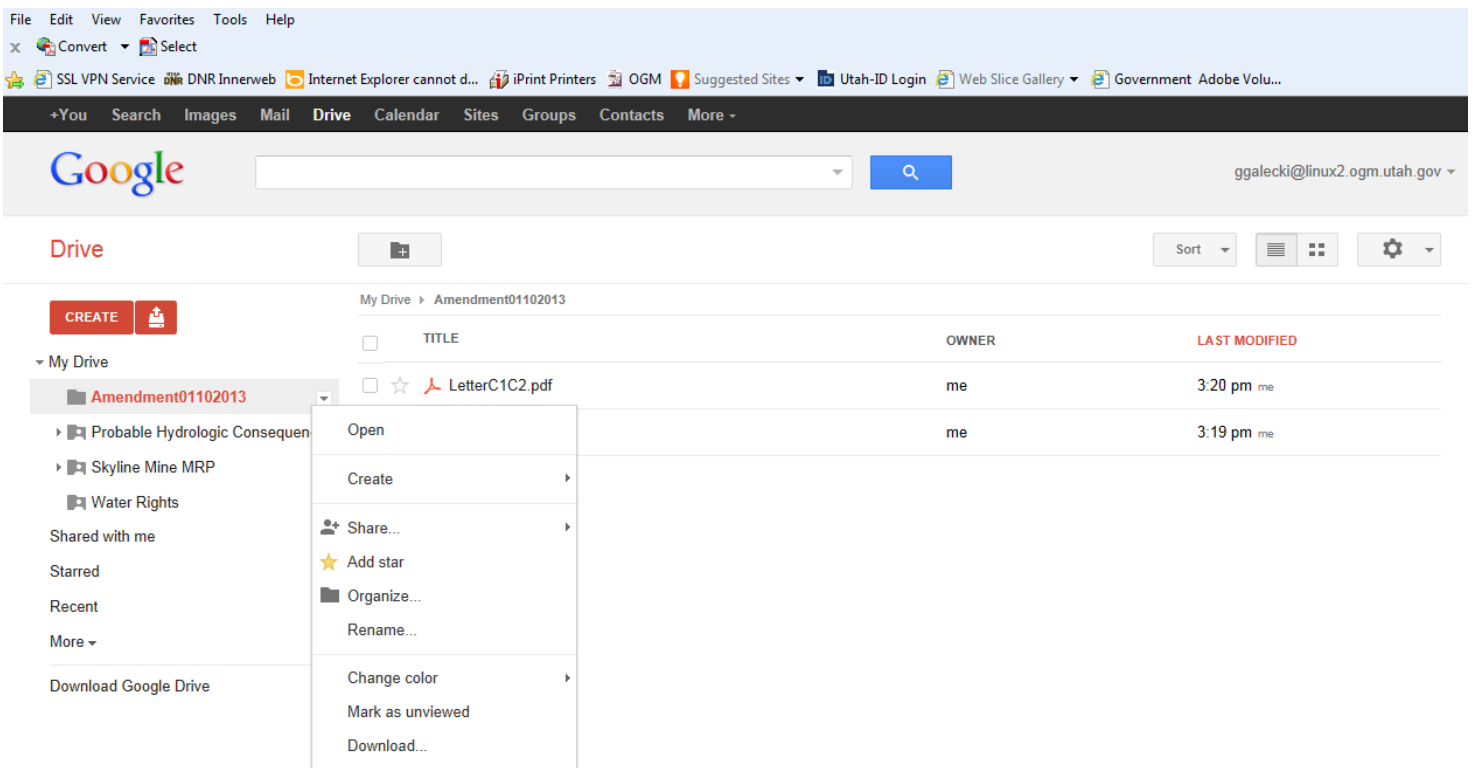 File Edit View Favorites Tools Help
x Convert Select
SSL VPN Service DNR DNR Innerweb Internet Explorer cannot d... iPrint Printers OGM Suggested Sites ID Utah-ID Login Web Slice Gallery Government Adobe Volu...
+You Search Images Mail Drive Calendar Sites Groups Contacts More
Google ggalecki@linux2.ogm.utah.gov
Drive Sort
My Drive Amendment01102013
CREATE
TITLE OWNER LAST MODIFIED
My Drive
LetterC1C2.pdf me 3:20 pm me
Amendment01102013
Open
Probable Hydrologic Consequen me 3:19 pm me
Skyline Mine MRP
Create
Water Rights
Share...
Shared with me
Add star
Starred
Organize...
Recent
Rename...
More
Change color
Download Google Drive
Mark as unviewed
Download...